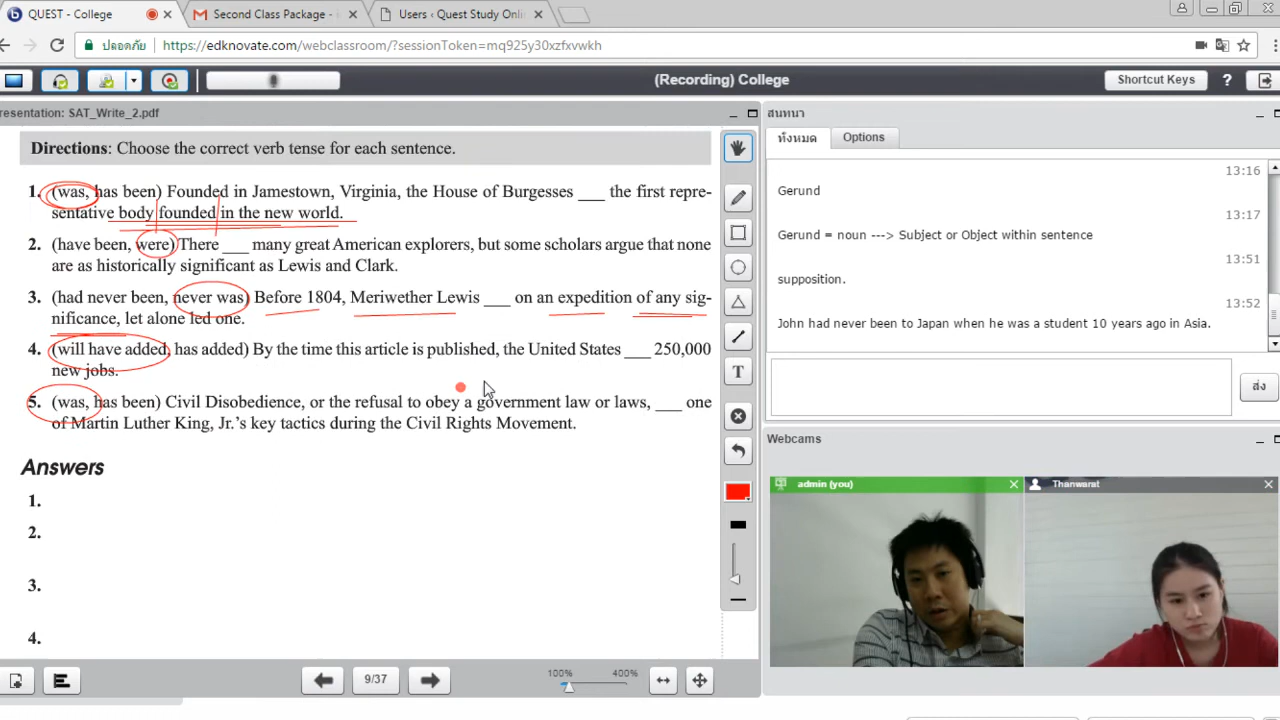 QUEST - College
Second Class Package -
Users ‹ Quest Study Onli
ปลอดภัย
https://edknovate.com/webclassroom/?sessionToken=mq925y30xzfxvwkh
(Recording) College
Shortcut Keys
?
resentation: SAT_Write_2.pdf
Directions: Choose the correct verb tense for each sentence.
1. (was, has been) Founded in Jamestown, Virginia, the House of Burgesses ___ the first repre-
sentative body founded in the new world.
2. (have been, were) There ___ many great American explorers, but some scholars argue that none
are as historically significant as Lewis and Clark.
3. (had never been, never was) Before 1804, Meriwether Lewis ___ on an expedition of any sig-
nificance, let alone led one.
4. (will have added, has added) By the time this article is published, the United States ___ 250,000
new jobs.
5. (was, has been) Civil Disobedience, or the refusal to obey a government law or laws, ___ one
of Martin Luther King, Jr.'s key tactics during the Civil Rights Movement.
Answers
1.
2.
3.
4.
T
9/37
100%
400%
สนทนา
ทั้งหมด
Options
13:16
Gerund
13:17
Gerund = noun ---> Subject or Object within sentence
13:51
supposition.
13:52
John had never been to Japan when he was a student 10 years ago in Asia.
ส่ง
Webcams
admin (you)
Thanwarat